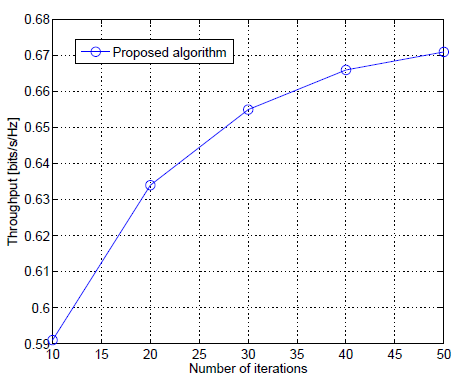 0.68
0.67
0.66
0.65
0.64
0.63
0.62
0.61
0.6
0.59
Throughput [bits/s/Hz]
Proposed algorithm
10 15 20 25 30 35 40 45 50
Number of iterations